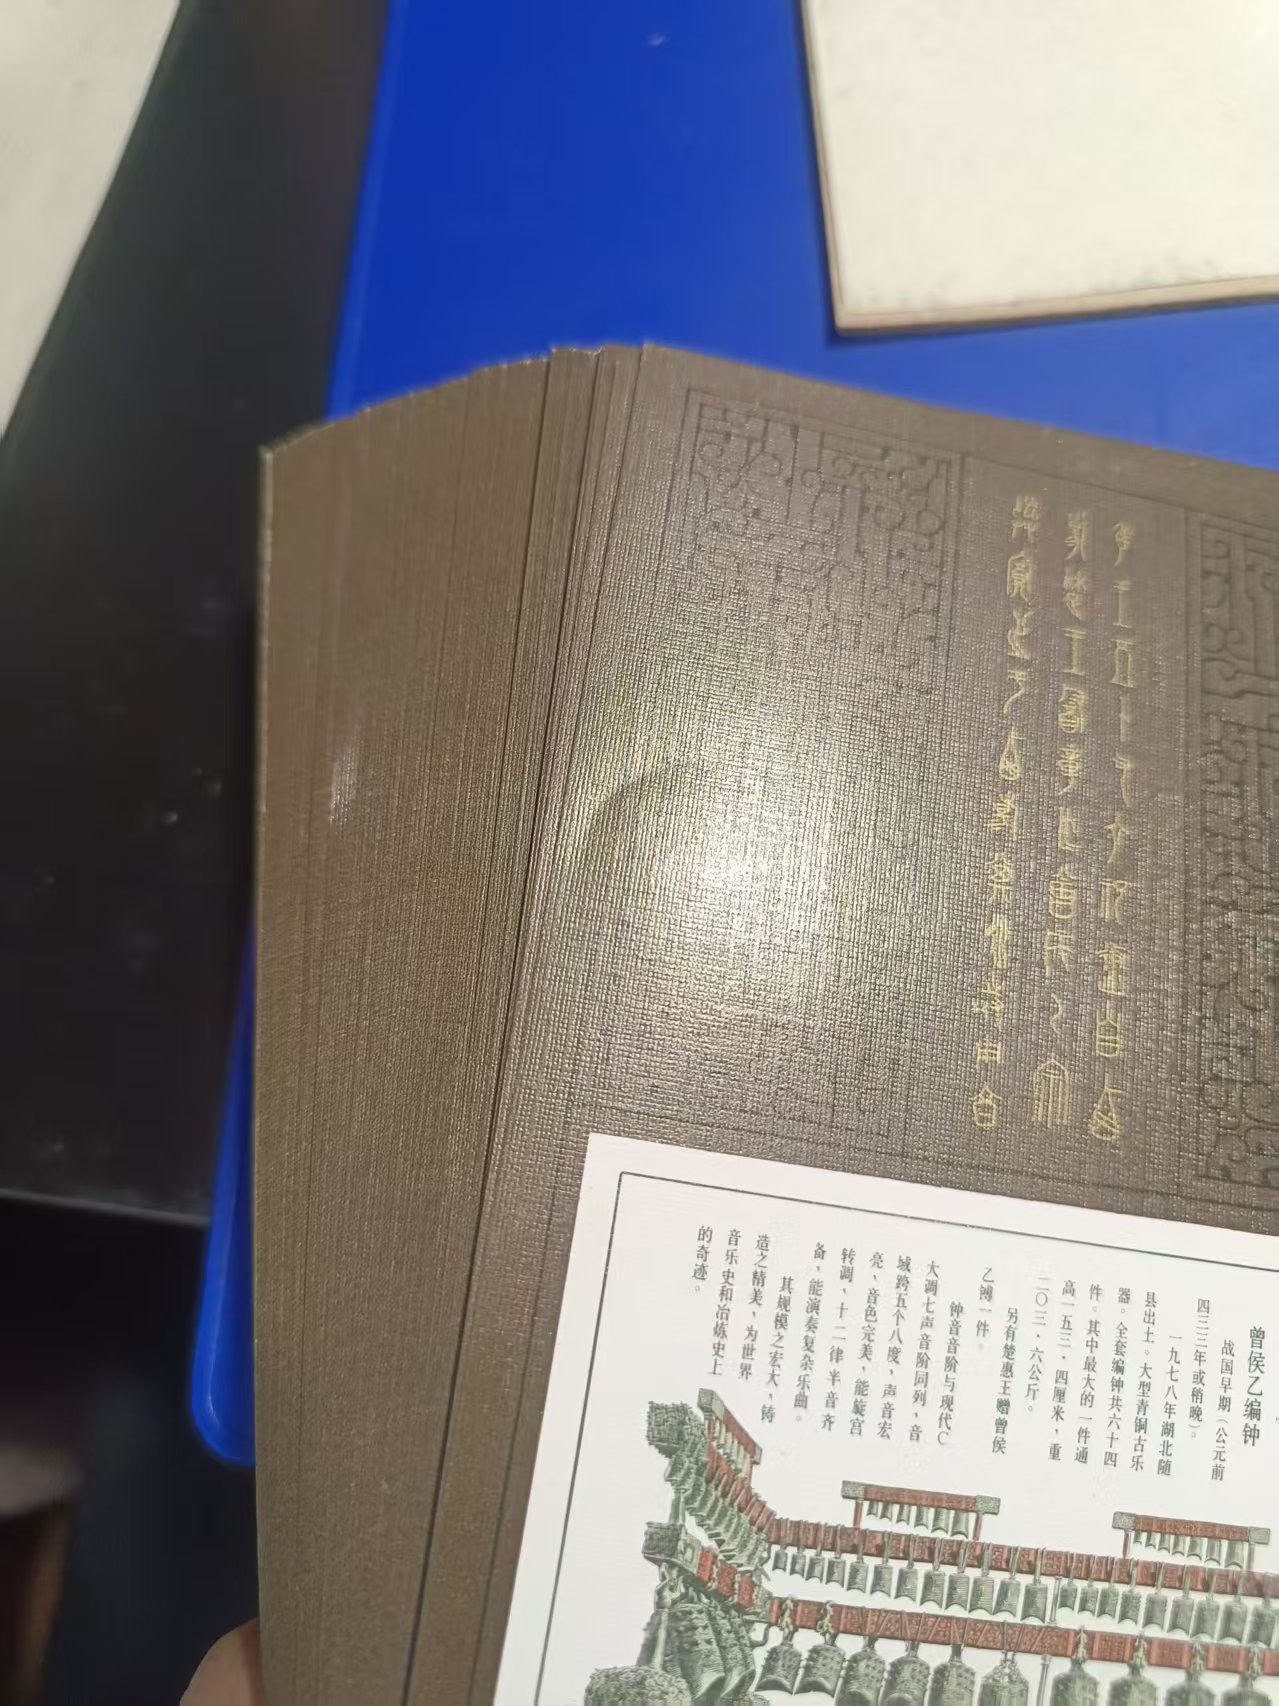 曾侯乙编钟
战国早期（公元前
四三三年或稍晚）。
一九七八年湖北随
县出土。大型青铜古乐
器。全套编钟共六十四
件。其中最大的一件通
高一五三．四厘米，重
二〇三．六公斤。
另有楚惠王赠曾侯
乙镈一件。
钟音音阶与现代C
大调七声音阶同列，音
域跨五个八度，声音宏
亮、音色完美，能旋宫
转调，十二律半音齐
备，能演奏复杂乐曲。
其规模之宏大，铸
造之精美，为世界
音乐史和冶炼史上
的奇迹。